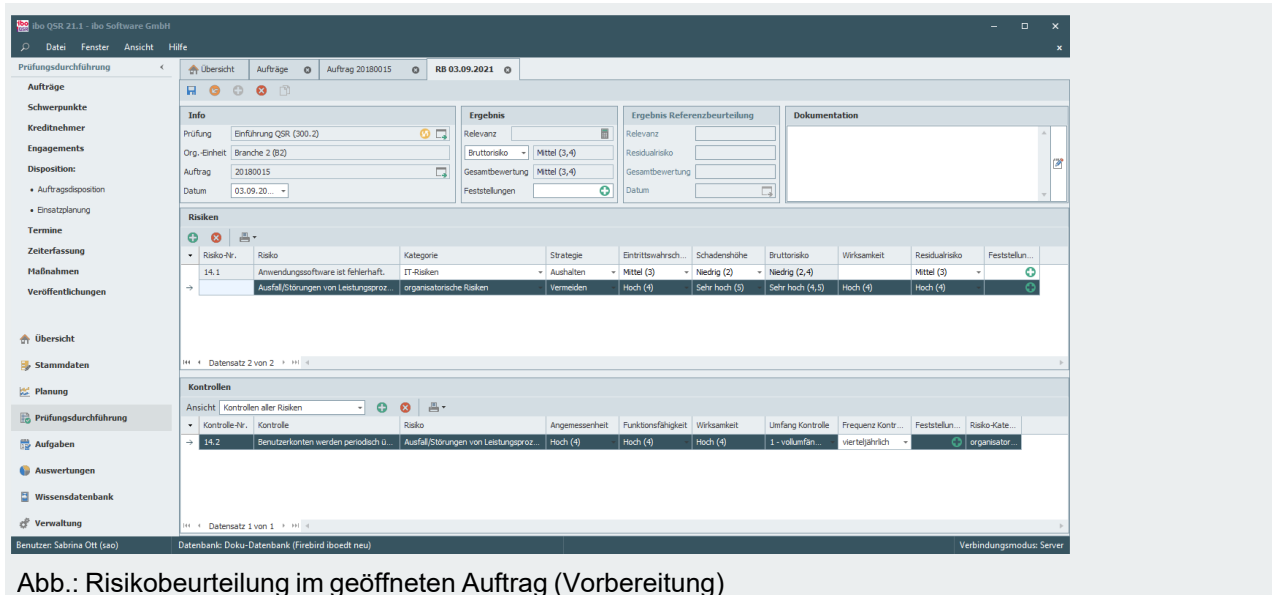 ibo QSR 21.1 - ibo Software GmbH
Datei Fenster Ansicht Hilfe
Prüfungsdurchführung
Aufträge
Schwerpunkte
Kreditnehmer
Engagements
Disposition:
• Auftragsdisposition
• Einsatzplanung
Termine
Zeiterfassung
Maßnahmen
Veröffentlichungen
Übersicht
Stammdaten
Planung
Prüfungsdurchführung
Aufgaben
Auswertungen
Wissensdatenbank
Verwaltung
Übersicht Aufträge Auftrag 20180015 RB 03.09.2021
Info
Prüfung Einführung QSR (300.2)
Org.-Einheit Branche 2 (B2)
Auftrag 20180015
Datum 03.09.20...
Ergebnis
Relevanz
Bruttorisiko Mittel (3,4)
Gesamtbewertung Mittel (3,4)
Feststellungen
Ergebnis Referenzbeurteilung
Relevanz
Residualrisiko
Gesamtbewertung
Datum
Dokumentation
Risiken
Risiko-Nr. Risiko Kategorie Strategie Eintrittswahrsch... Schadenshöhe Bruttorisiko Wirksamkeit Residualrisiko Feststellun...
14.1 Anwendungssoftware ist fehlerhaft. IT-Risiken Aushalten Mittel (3) Niedrig (2) Niedrig (2,4) Mittel (3)
Ausfall/Störungen von Leistungsproz... organisatorische Risiken Vermeiden Hoch (4) Sehr hoch (5) Sehr hoch (4,5) Hoch (4) Hoch (4)
Datensatz 2 von 2
Kontrollen
Ansicht Kontrollen aller Risiken
Kontrolle-Nr. Kontrolle Risiko Angemessenheit Funktionsfähigkeit Wirksamkeit Umfang Kontrolle Frequenz Kontr... Feststellun... Risiko-Kate...
14.2 Benutzerkonten werden periodisch ü... Ausfall/Störungen von Leistungsproz... Hoch (4) Hoch (4) Hoch (4) 1 - vollumfän... vierteljährlich organisator...
Datensatz 1 von 1
Benutzer: Sabrina Ott (sao) Datenbank: Doku-Datenbank (Firebird iboedt neu) Verbindungsmodus: Server
Abb.: Risikobeurteilung im geöffneten Auftrag (Vorbereitung)